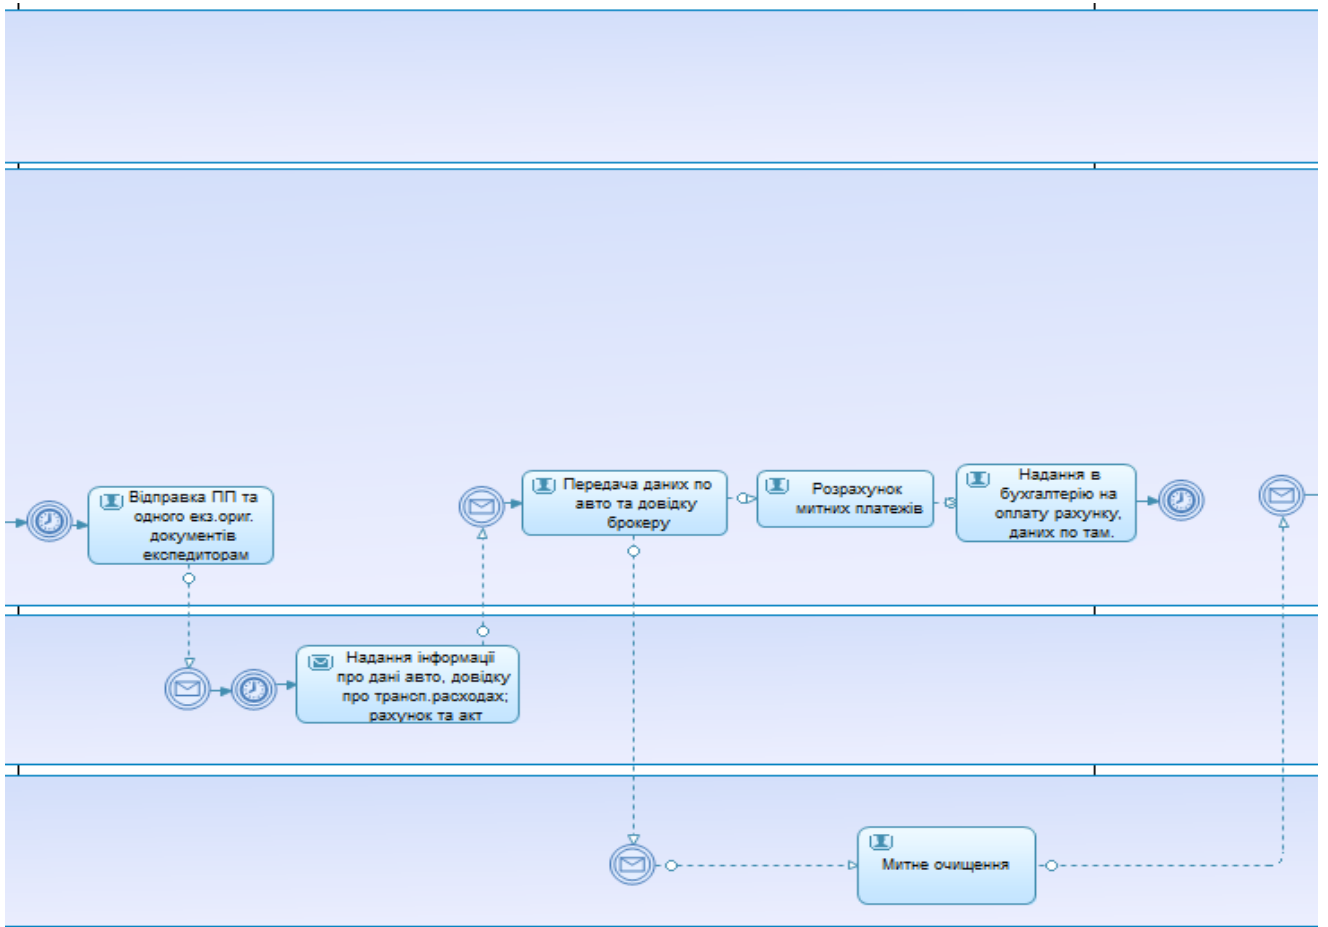 Відправка ПП та
одного екз.ориг.
документів
експедиторам
Передача даних по
авто та довідку
брокеру
Розрахунок
митних платежів
Надання в
бухгалтерію на
оплату рахунку,
даних по там.
Надання інформації
про дані авто, довідку
про трансп.расходах;
рахунок та акт
Митне очищення